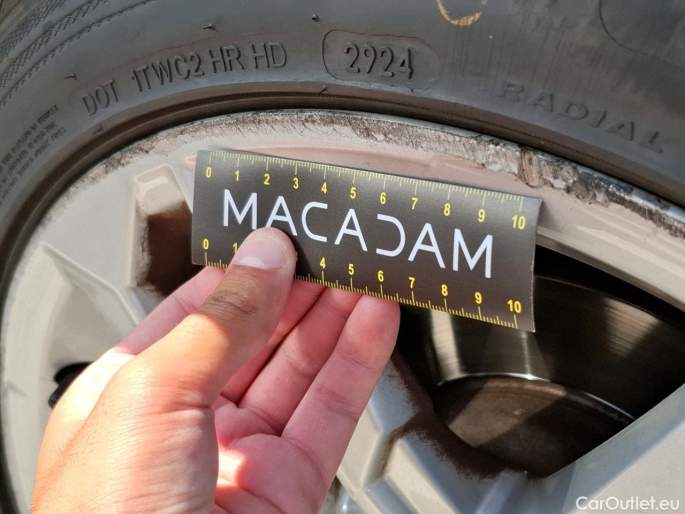 DOT 1TWC2 HR HD 2924
RADIAL
0 1 2 3 4 5 6 7 8 9 10
MACADAM
0 1 4 5 6 7 8 9 10
CarOutlet.eu